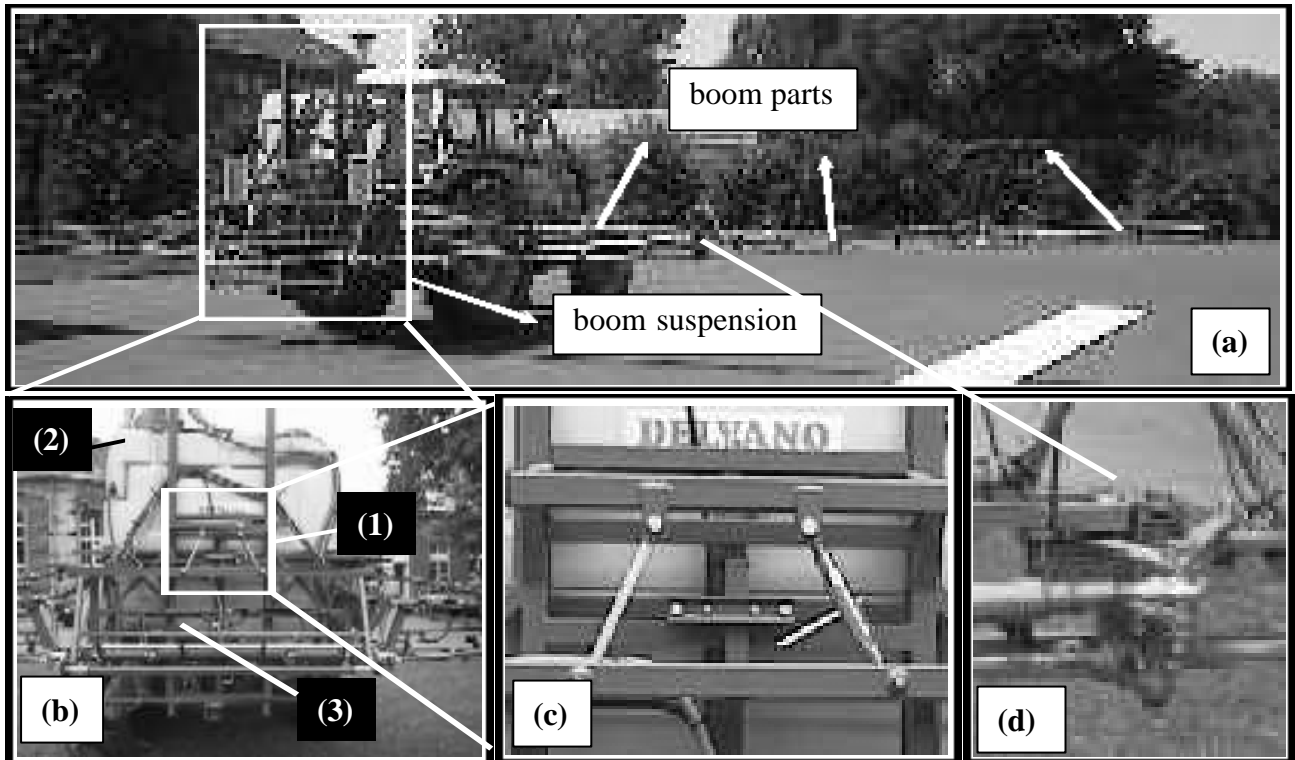 boom parts
boom suspension
(a)
(2)
(1)
(3)
(b)
DELVANO
(c)
(d)